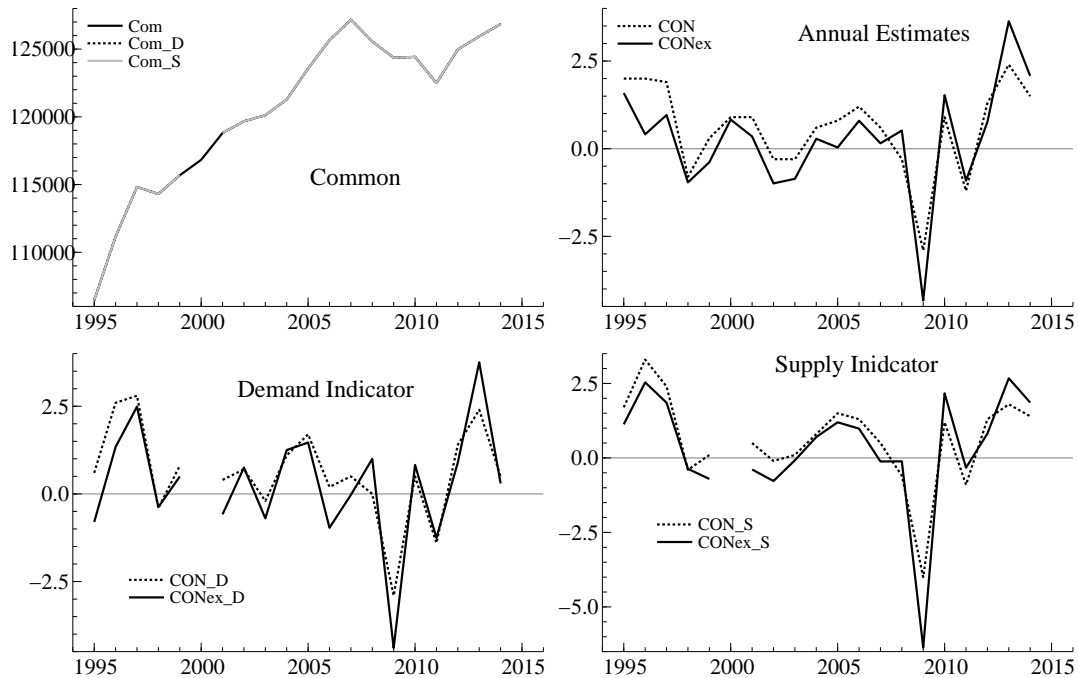 Com
Com_D
Com_S
Common
125000
120000
115000
110000
1995 2000 2005 2010 2015
CON
CONex
Annual Estimates
2.5
0.0
−2.5
1995 2000 2005 2010 2015
Demand Indicator
2.5
0.0
−2.5
CON_D
CONex_D
1995 2000 2005 2010 2015
Supply Inidcator
2.5
0.0
−2.5
−5.0
CON_S
CONex_S
1995 2000 2005 2010 2015